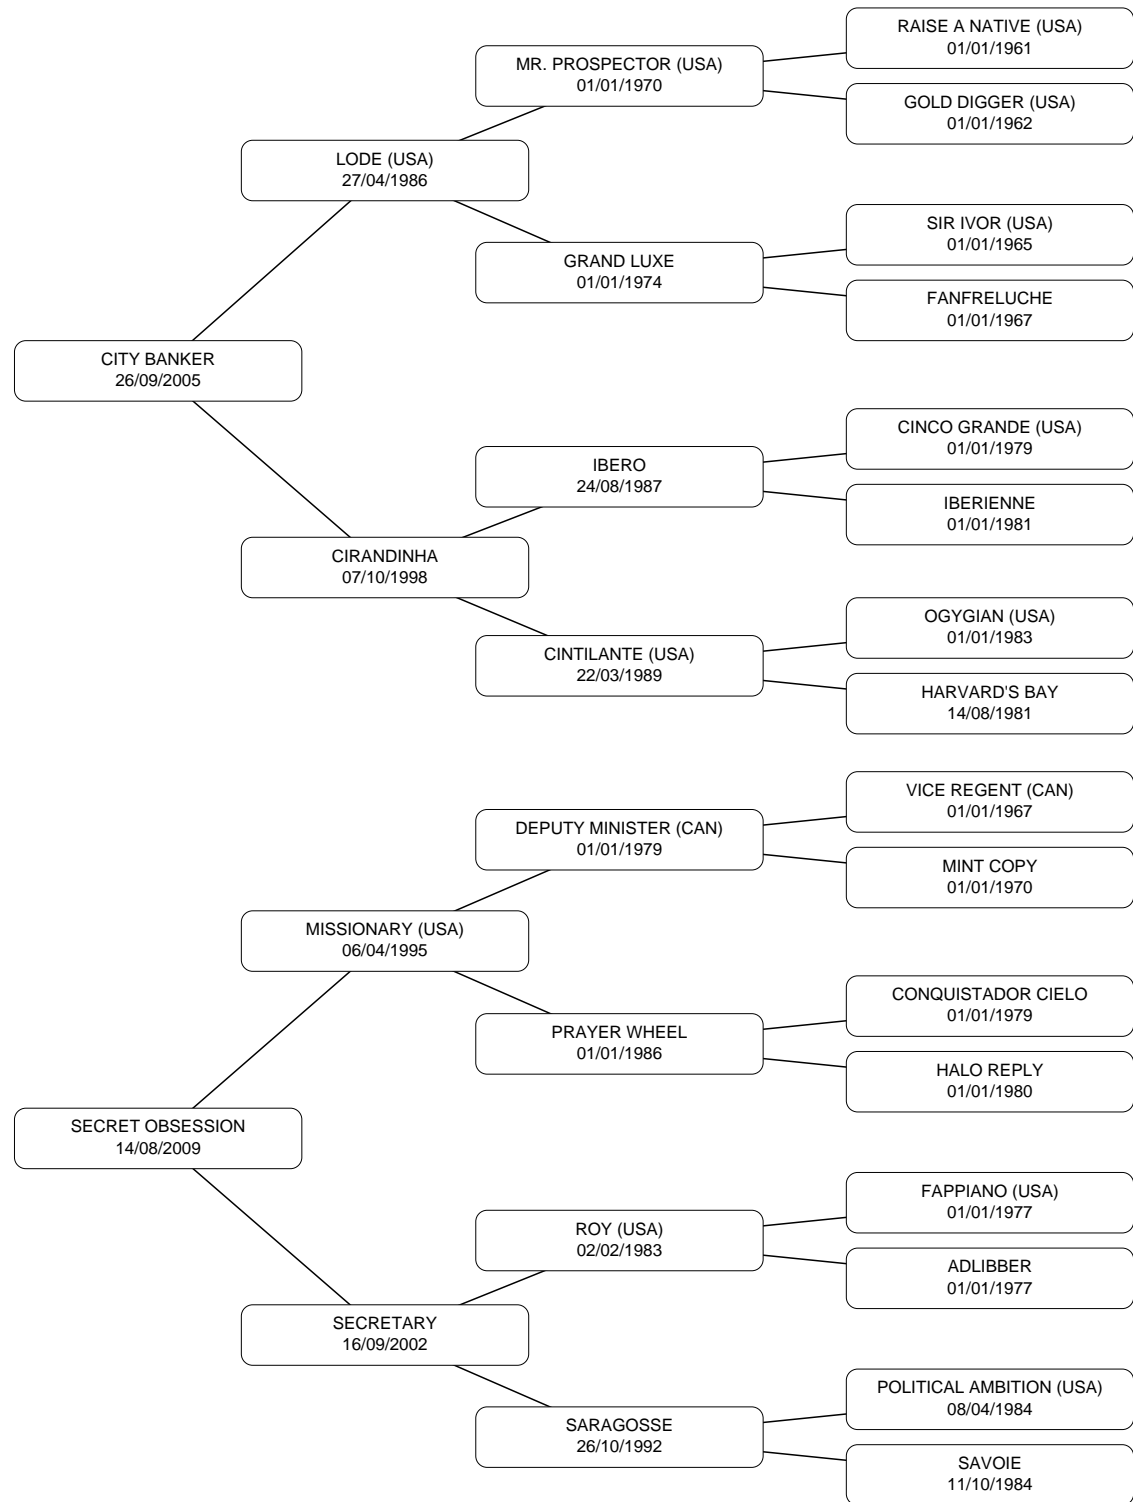 RAISE A NATIVE (USA)
01/01/1961
MR. PROSPECTOR (USA)
01/01/1970
GOLD DIGGER (USA)
01/01/1962
LODE (USA)
27/04/1986
SIR IVOR (USA)
01/01/1965
GRAND LUXE
01/01/1974
FANFRELUCHE
01/01/1967
CITY BANKER
26/09/2005
CINCO GRANDE (USA)
01/01/1979
IBERO
24/08/1987
IBERIENNE
01/01/1981
CIRANDINHA
07/10/1998
OGYGIAN (USA)
01/01/1983
CINTILANTE (USA)
22/03/1989
HARVARD'S BAY
14/08/1981
VICE REGENT (CAN)
01/01/1967
DEPUTY MINISTER (CAN)
01/01/1979
MINT COPY
01/01/1970
MISSIONARY (USA)
06/04/1995
CONQUISTADOR CIELO
01/01/1979
PRAYER WHEEL
01/01/1986
HALO REPLY
01/01/1980
SECRET OBSESSION
14/08/2009
FAPPIANO (USA)
01/01/1977
ROY (USA)
02/02/1983
ADLIBBER
01/01/1977
SECRETARY
16/09/2002
POLITICAL AMBITION (USA)
08/04/1984
SARAGOSSE
26/10/1992
SAVOIE
11/10/1984